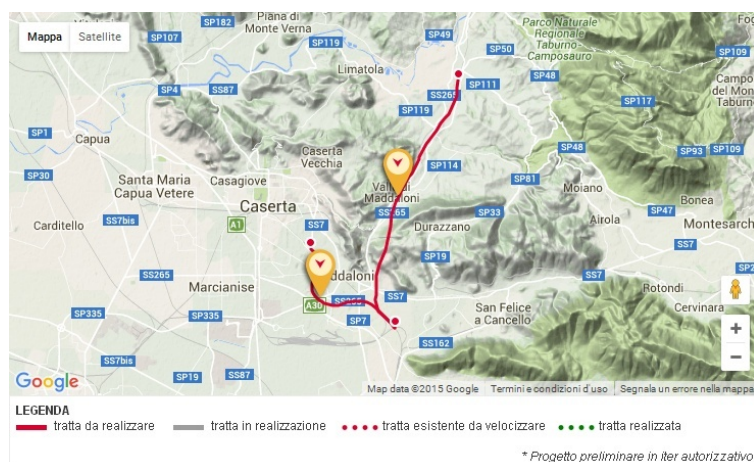 Mappa Satellite
SP107
SP182
Piana di
Monte Verna
SP119
SP49
SP50
Parco Naturale
Regionale
Taburno
Camposauro
SP109
Limatola
SP4
SS87
SS265
SP111
SP48
SP119
SP117
SP1
Capua
Caserta
Vecchia
SP114
SP48
SP93
SP109
SP30
Santa Maria
Capua Vetere
Casagiove
SP81
Moiano
Bonea
Caserta
Maddaloni
SP33
SP47
Carditello
SS7bis
A1
SS7
Durazzano
Airola
Montesarch
SP19
SS7
SS265
Marcianise
SS7
Rotondi
A30
SP335
SP335
SP7
San Felice
a Cancello
Cervinara
SS7bis
SS162
SP19
SS87
Google
Map data ©2015 Google
Termini e condizioni d'uso
Segnala un errore nella mappa
LEGENDA
tratta da realizzare tratta in realizzazione tratta esistente da velocizzare tratta realizzata
* Progetto preliminare in iter autorizzativo